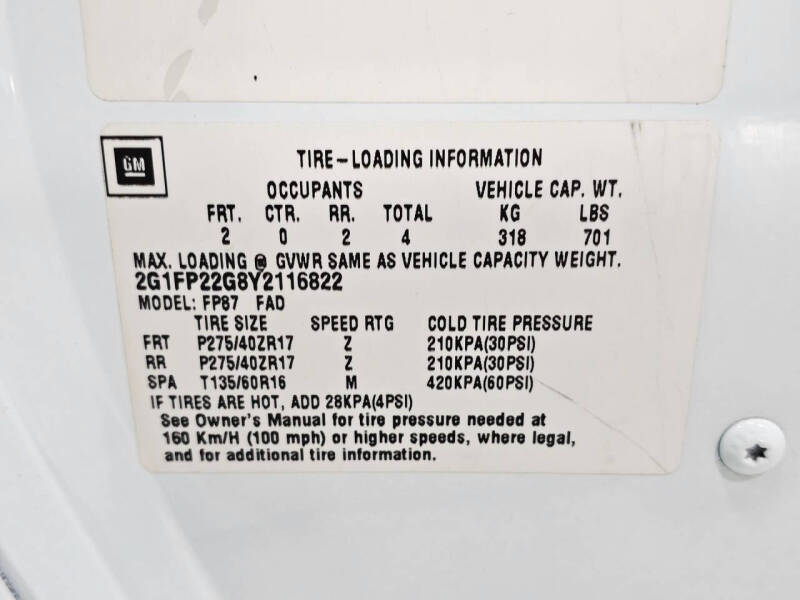 GM
TIRE-LOADING INFORMATION
OCCUPANTS VEHICLE CAP. WT.
FRT. CTR. RR. TOTAL KG LBS
2 0 2 4 318 701
MAX. LOADING @ GVWR SAME AS VEHICLE CAPACITY WEIGHT.
2G1FP22G8Y2116822
MODEL: FP87 FAD
TIRE SIZE SPEED RTG COLD TIRE PRESSURE
FRT P275/40ZR17 Z 210KPA(30PSI)
RR P275/40ZR17 Z 210KPA(30PSI)
SPA T135/60R16 M 420KPA(60PSI)
IF TIRES ARE HOT, ADD 28KPA(4PSI)
See Owner's Manual for tire pressure needed at
160 Km/H (100 mph) or higher speeds, where legal,
and for additional tire information.